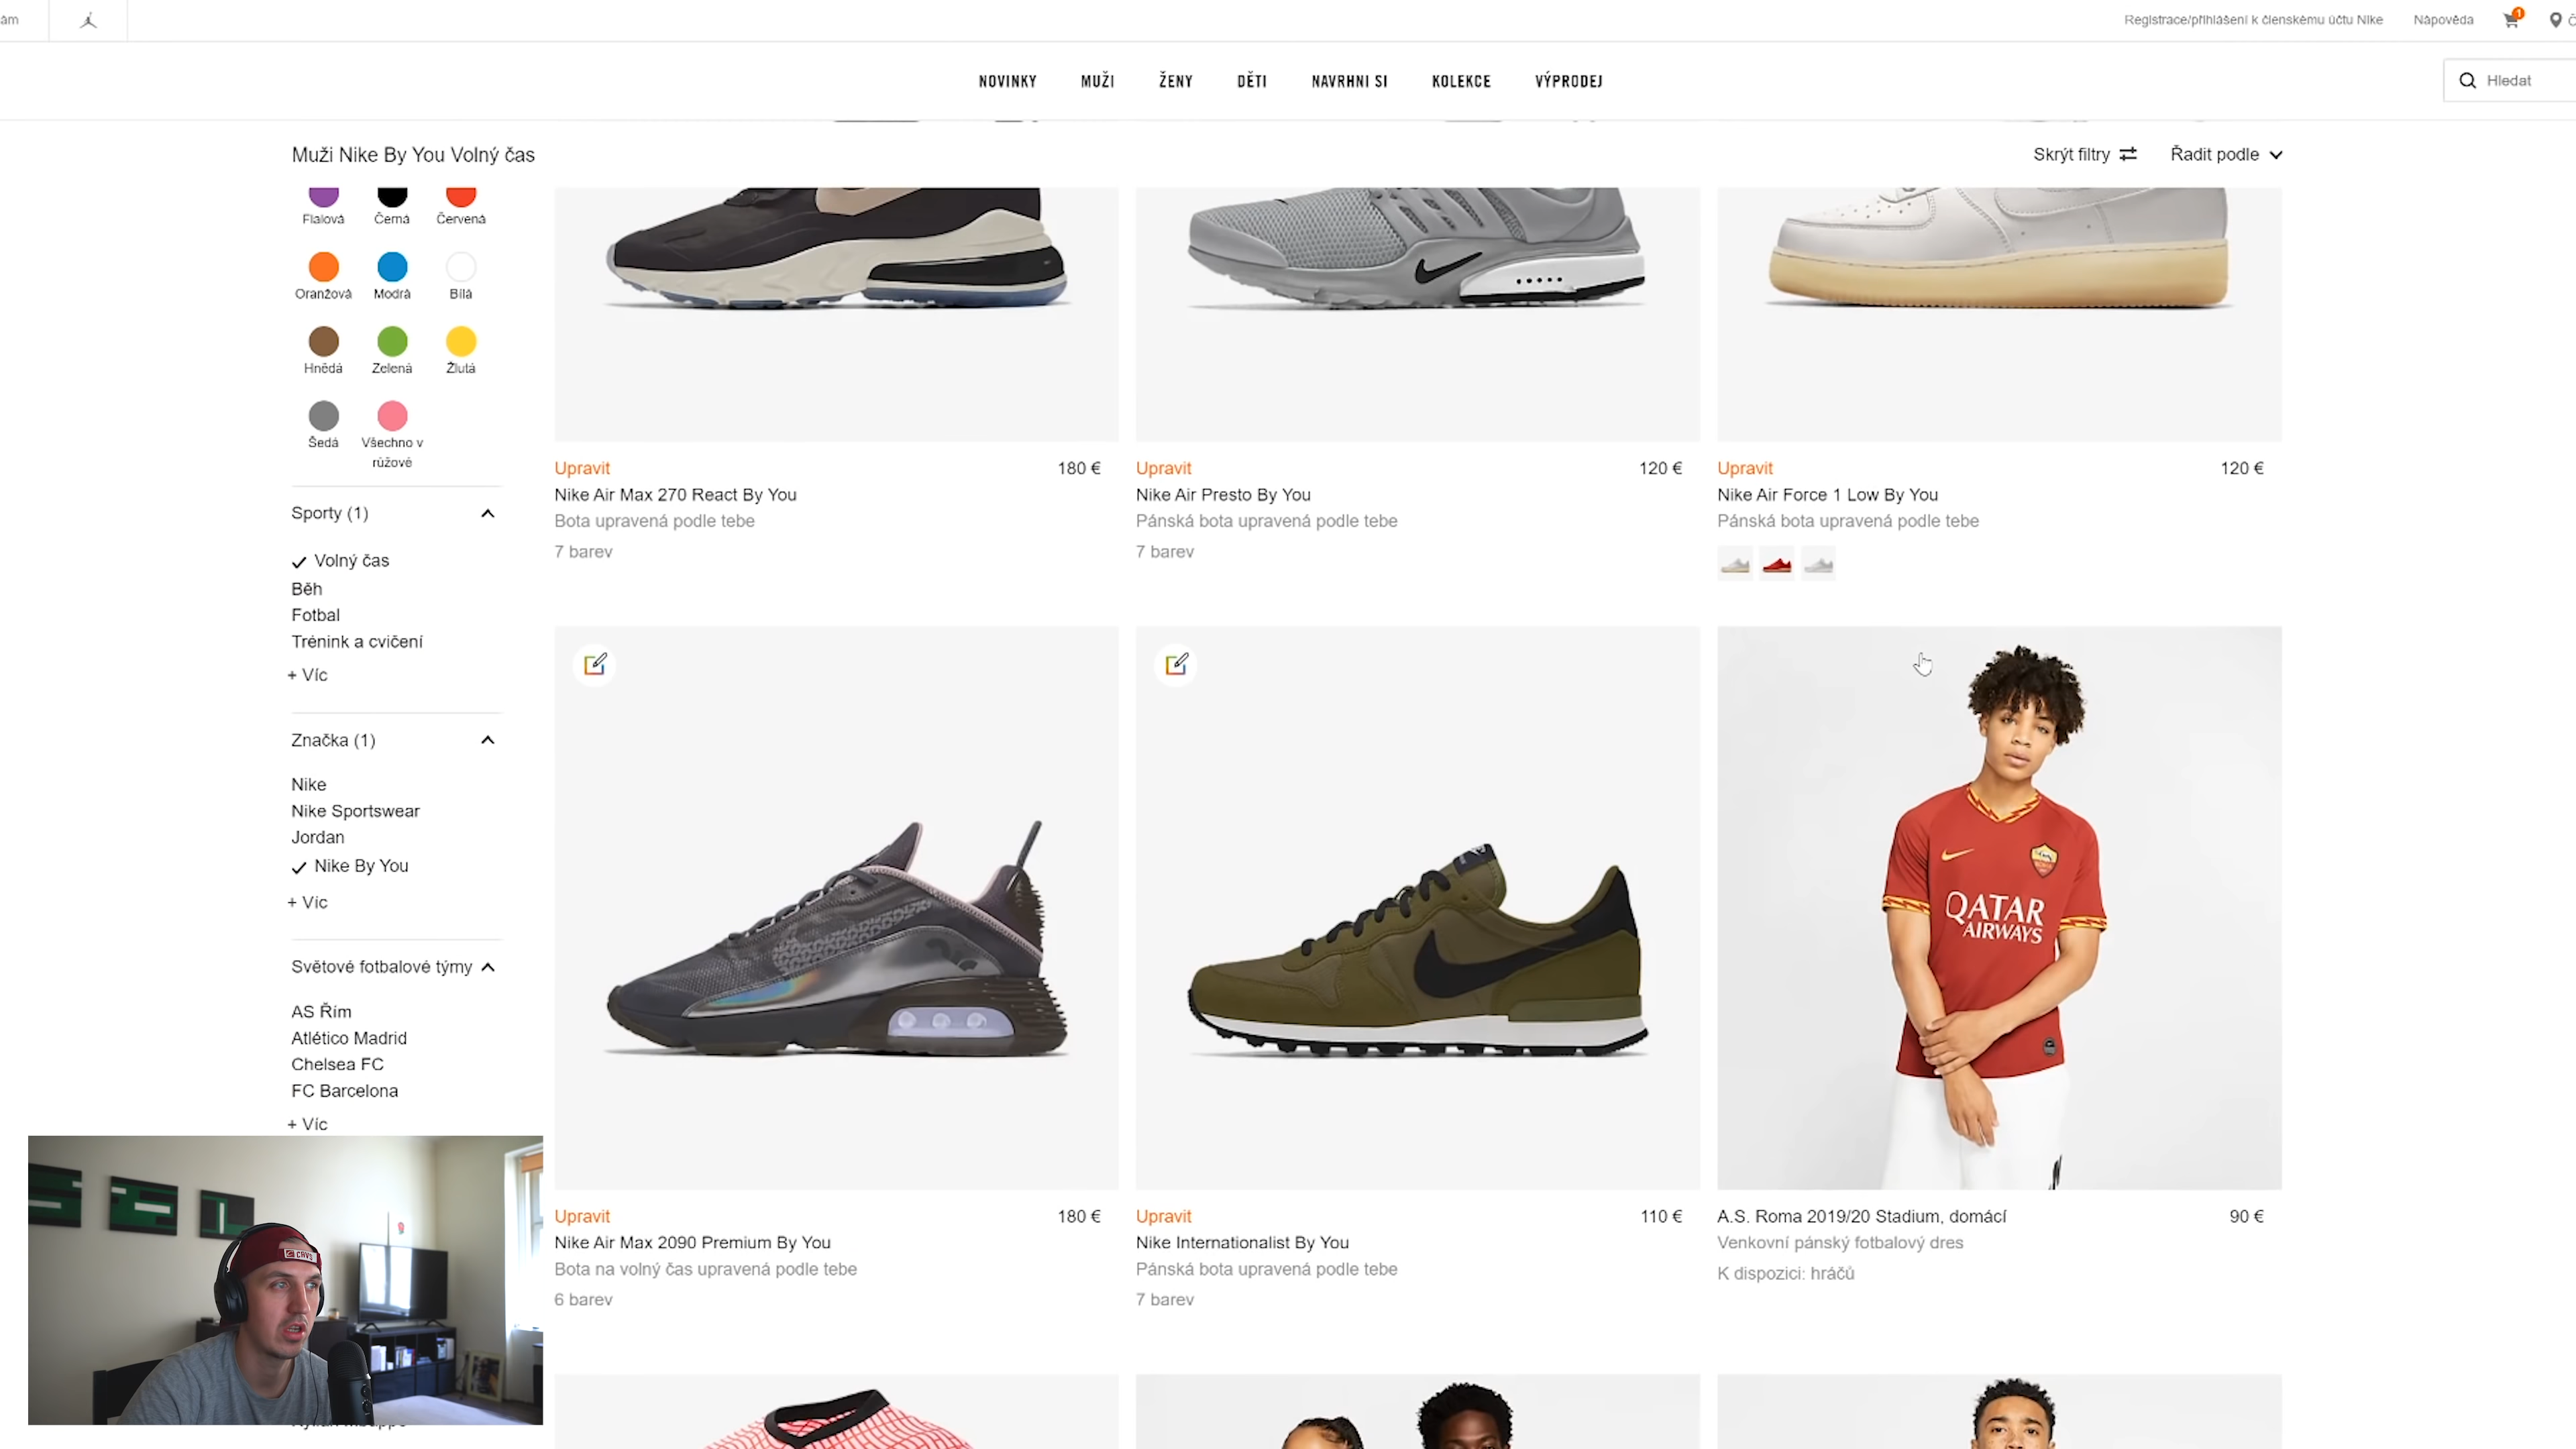 ám
Registrace/přihlášení k členskému účtu Nike
Nápověda
1
NOVINKY
MUŽI
ŽENY
DĚTI
NAVRHNI SI
KOLEKCE
VÝPRODEJ
Hledat
Muži Nike By You Volný čas
Skrýt filtry
Řadit podle
Fialová
Černá
Červená
Oranžová
Modrá
Bílá
Hnědá
Zelená
Žlutá
Šedá
Všechno v
růžové
Sporty (1)
Volný čas
Běh
Fotbal
Trénink a cvičení
+ Víc
Značka (1)
Nike
Nike Sportswear
Jordan
Nike By You
+ Víc
Světové fotbalové týmy
AS Řím
Atlético Madrid
Chelsea FC
FC Barcelona
+ Víc
Upravit
180 €
Nike Air Max 270 React By You
Bota upravená podle tebe
7 barev
Upravit
120 €
Nike Air Presto By You
Pánská bota upravená podle tebe
7 barev
Upravit
120 €
Nike Air Force 1 Low By You
Pánská bota upravená podle tebe
QATAR
AIRWAYS
Upravit
180 €
Nike Air Max 2090 Premium By You
Bota na volný čas upravená podle tebe
6 barev
Upravit
110 €
Nike Internationalist By You
Pánská bota upravená podle tebe
7 barev
A.S. Roma 2019/20 Stadium, domácí
90 €
Venkovní pánský fotbalový dres
K dispozici: hráčů
CAVS